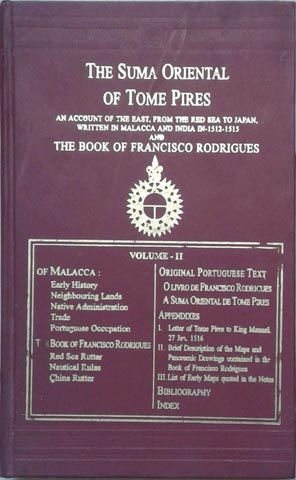 THE SUMA ORIENTAL
OF TOME PIRES
AN ACCOUNT OF THE EAST, FROM THE RED SEA TO JAPAN,
WRITTEN IN MALACCA AND INDIA IN-1512-1515
AND
THE BOOK OF FRANCISCO RODRIGUES
VOLUME - II
OF MALACCA :
Early History
Neighbouring Lands
Native Administration
Trade
Portuguese Occupation
T E BOOK OF FRANCISCO RODRIGUES
Red Sea Rutter
Nautical Rules
China Rutter
ORIGINAL PORTUGUESE TEXT
O LIVRO DE FRANCISCO RODRIGUES
A SUMA ORIENTAL DE TOME PIRES
APPENDIXES
I. Letter of Tome Pires to King Manuel,
27 Jan. 1516
II. Brief Description of the Maps and
Panoramic Drawings contained in the
Book of Francisco Rodrigues
III. List of Early Maps quoted in the Notes
BIBLIOGRAPHY
INDEX